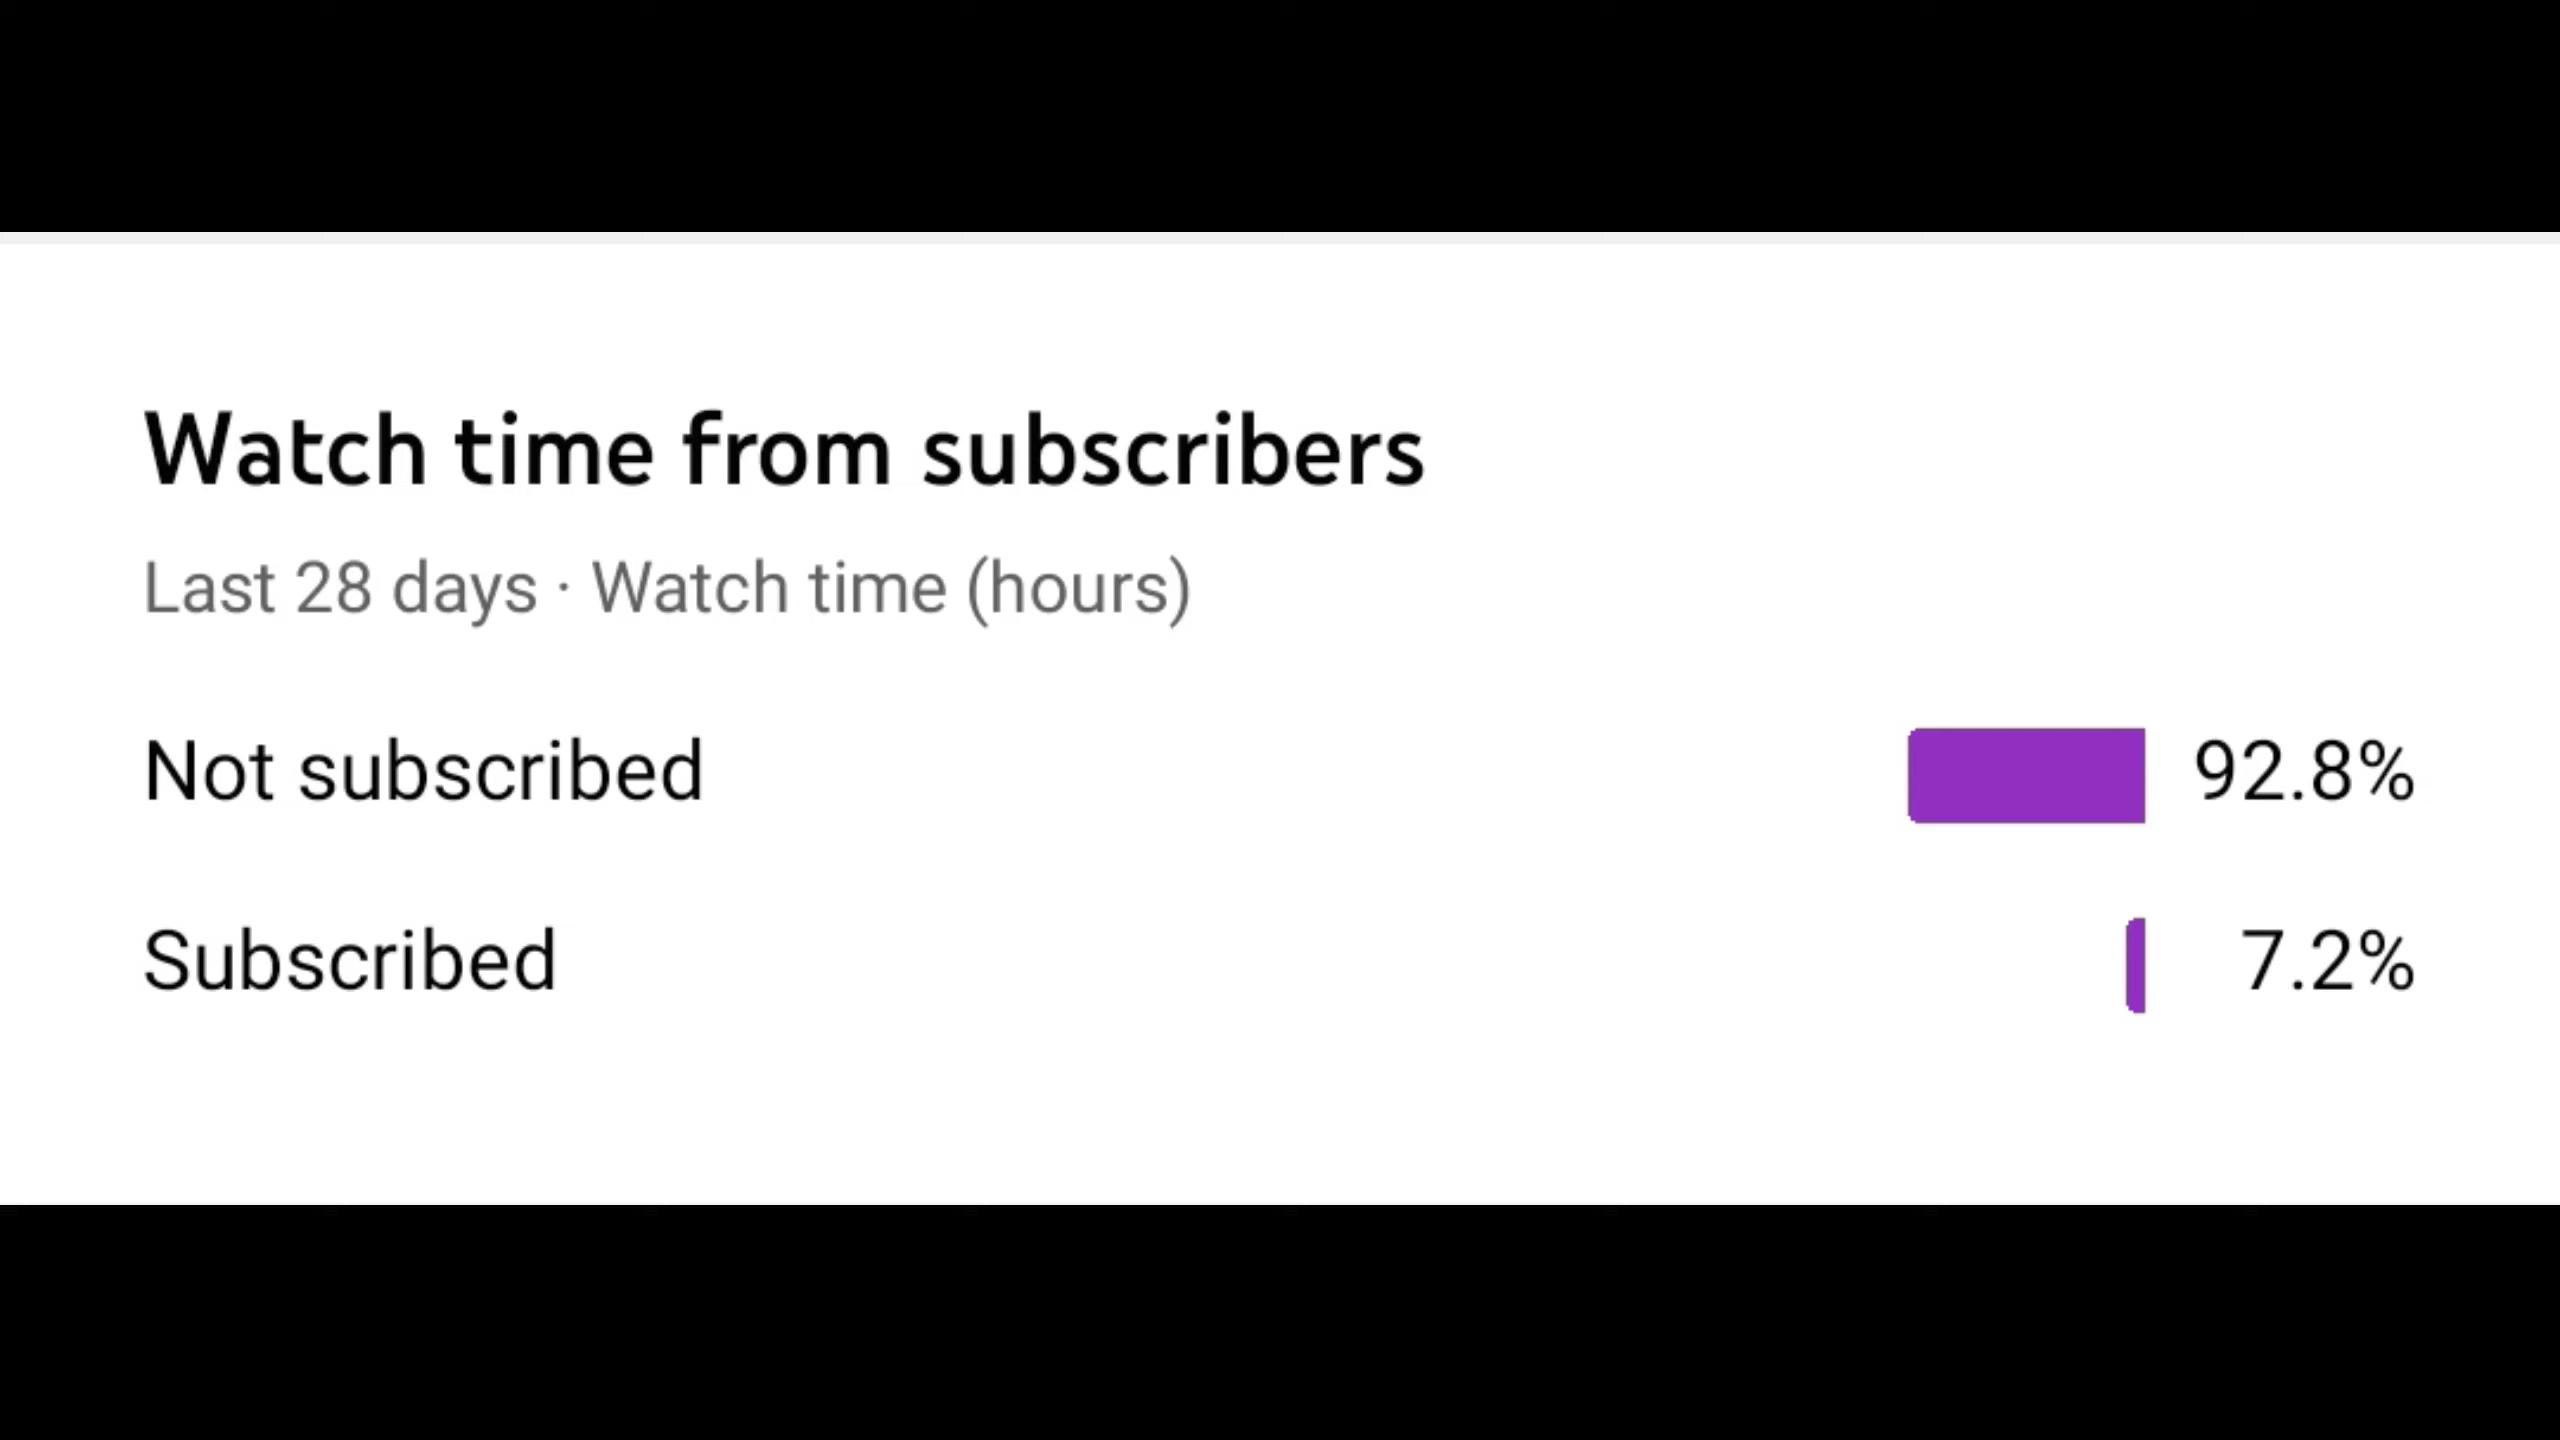 Watch time from subscribers
Last 28 days · Watch time (hours)
Not subscribed 92.8%
Subscribed 7.2%